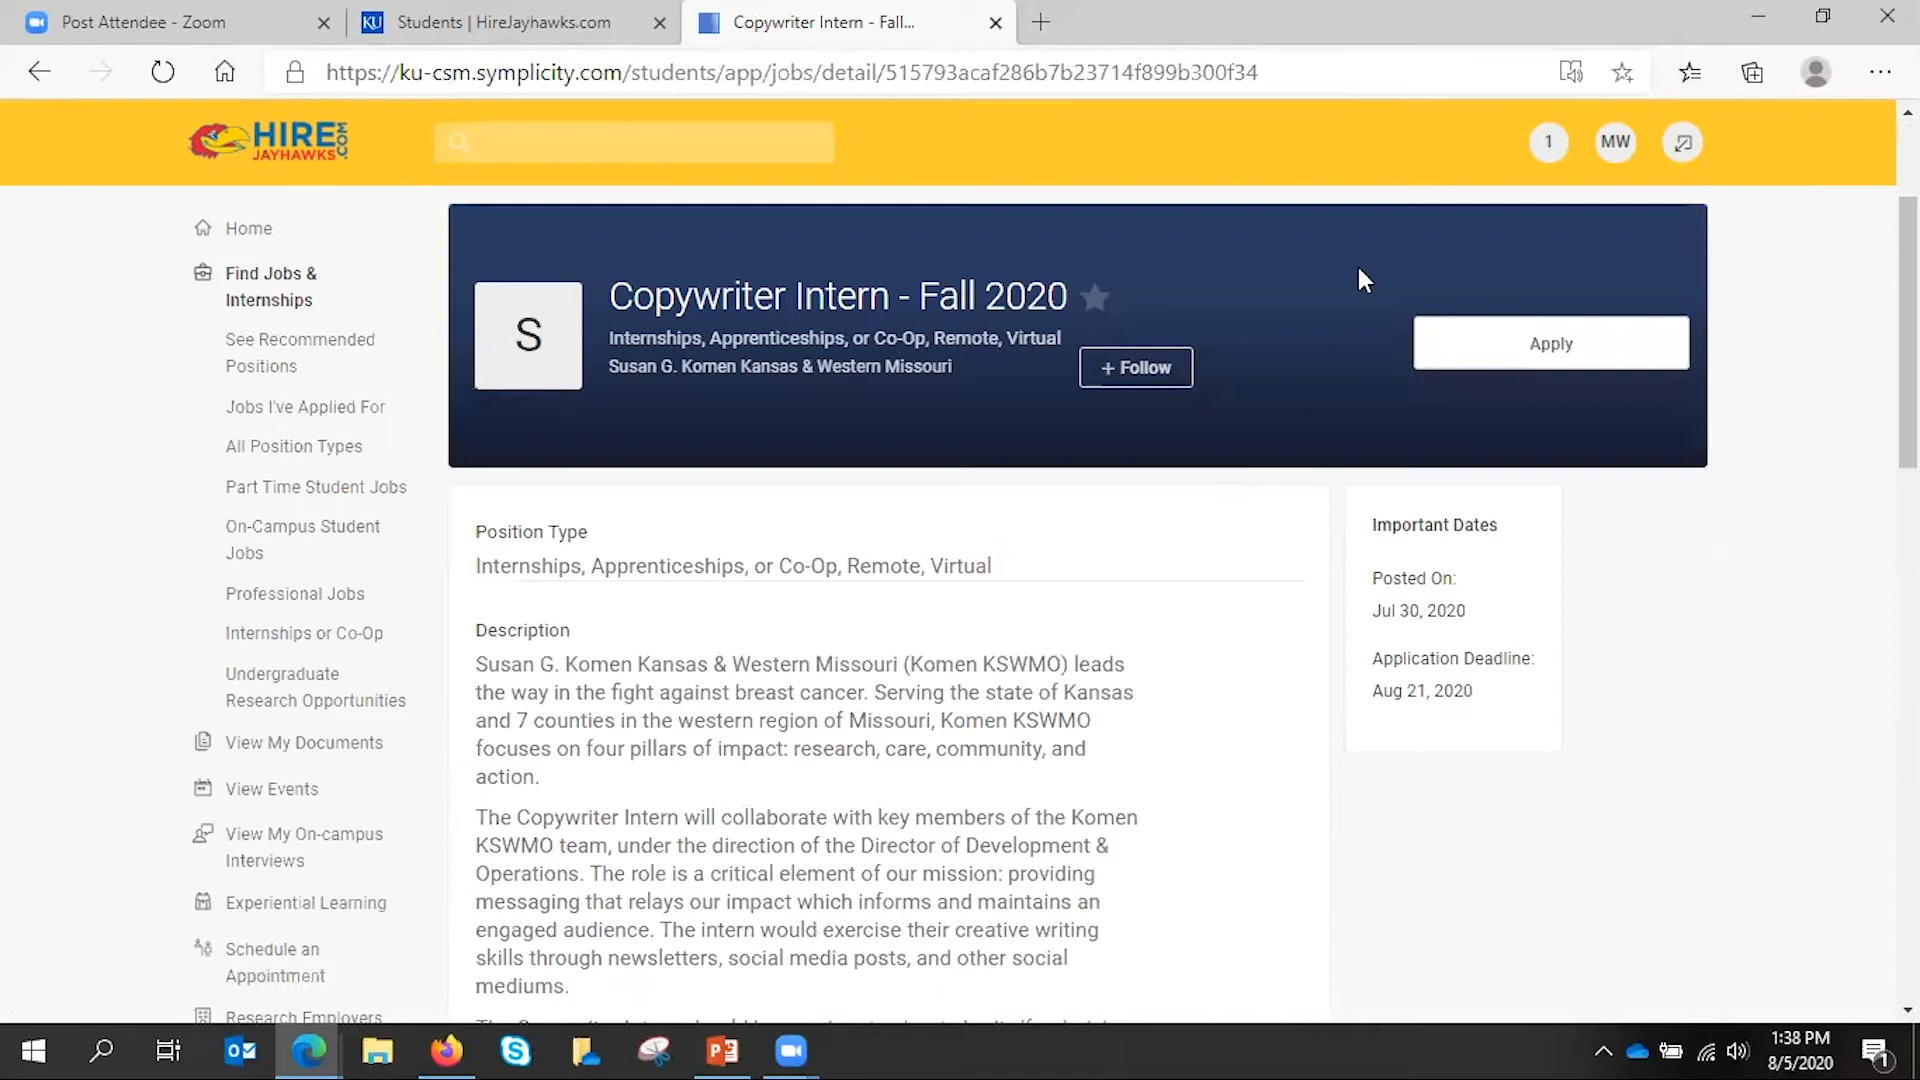 Post Attendee - Zoom
KU
Students | HireJayhawks.com
Copywriter Intern - Fall...
https://ku-csm.symplicity.com/students/app/jobs/detail/515793acaf286b7b23714f899b300f34
HIRE
JAYHAWKS
.COM
1
MW
Home
Find Jobs &
Internships
See Recommended
Positions
Jobs I've Applied For
All Position Types
Part Time Student Jobs
On-Campus Student
Jobs
Professional Jobs
Internships or Co-Op
Undergraduate
Research Opportunities
View My Documents
View Events
View My On-campus
Interviews
Experiential Learning
Schedule an
Appointment
Research Employers
S
Copywriter Intern - Fall 2020
Internships, Apprenticeships, or Co-Op, Remote, Virtual
Susan G. Komen Kansas & Western Missouri
+ Follow
Apply
Position Type
Internships, Apprenticeships, or Co-Op, Remote, Virtual
Description
Susan G. Komen Kansas & Western Missouri (Komen KSWMO) leads
the way in the fight against breast cancer. Serving the state of Kansas
and 7 counties in the western region of Missouri, Komen KSWMO
focuses on four pillars of impact: research, care, community, and
action.
The Copywriter Intern will collaborate with key members of the Komen
KSWMO team, under the direction of the Director of Development &
Operations. The role is a critical element of our mission: providing
messaging that relays our impact which informs and maintains an
engaged audience. The intern would exercise their creative writing
skills through newsletters, social media posts, and other social
mediums.
Important Dates
Posted On:
Jul 30, 2020
Application Deadline:
Aug 21, 2020
1:38 PM
8/5/2020
1